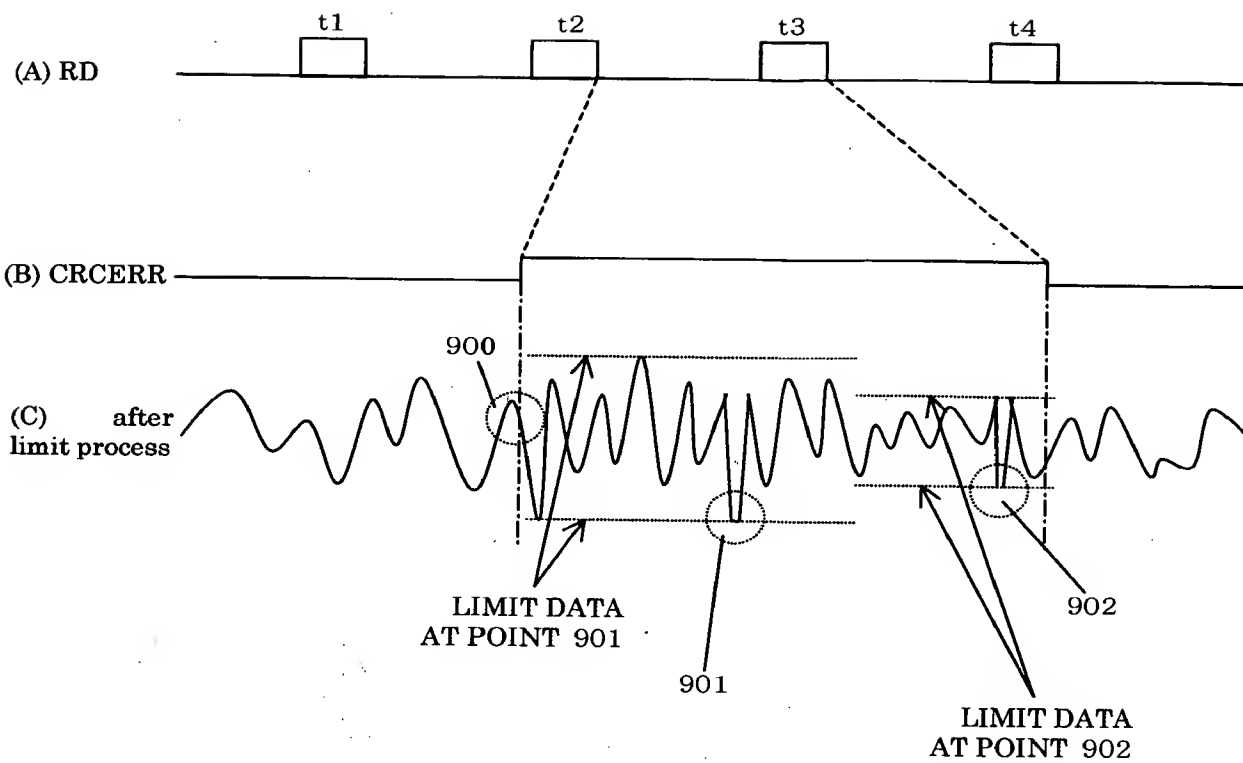 t1 t2 t3 t4
(A) RD
(B) CRCERR
900
(C) after
limit process
LIMIT DATA
AT POINT 901
901
902
LIMIT DATA
AT POINT 902